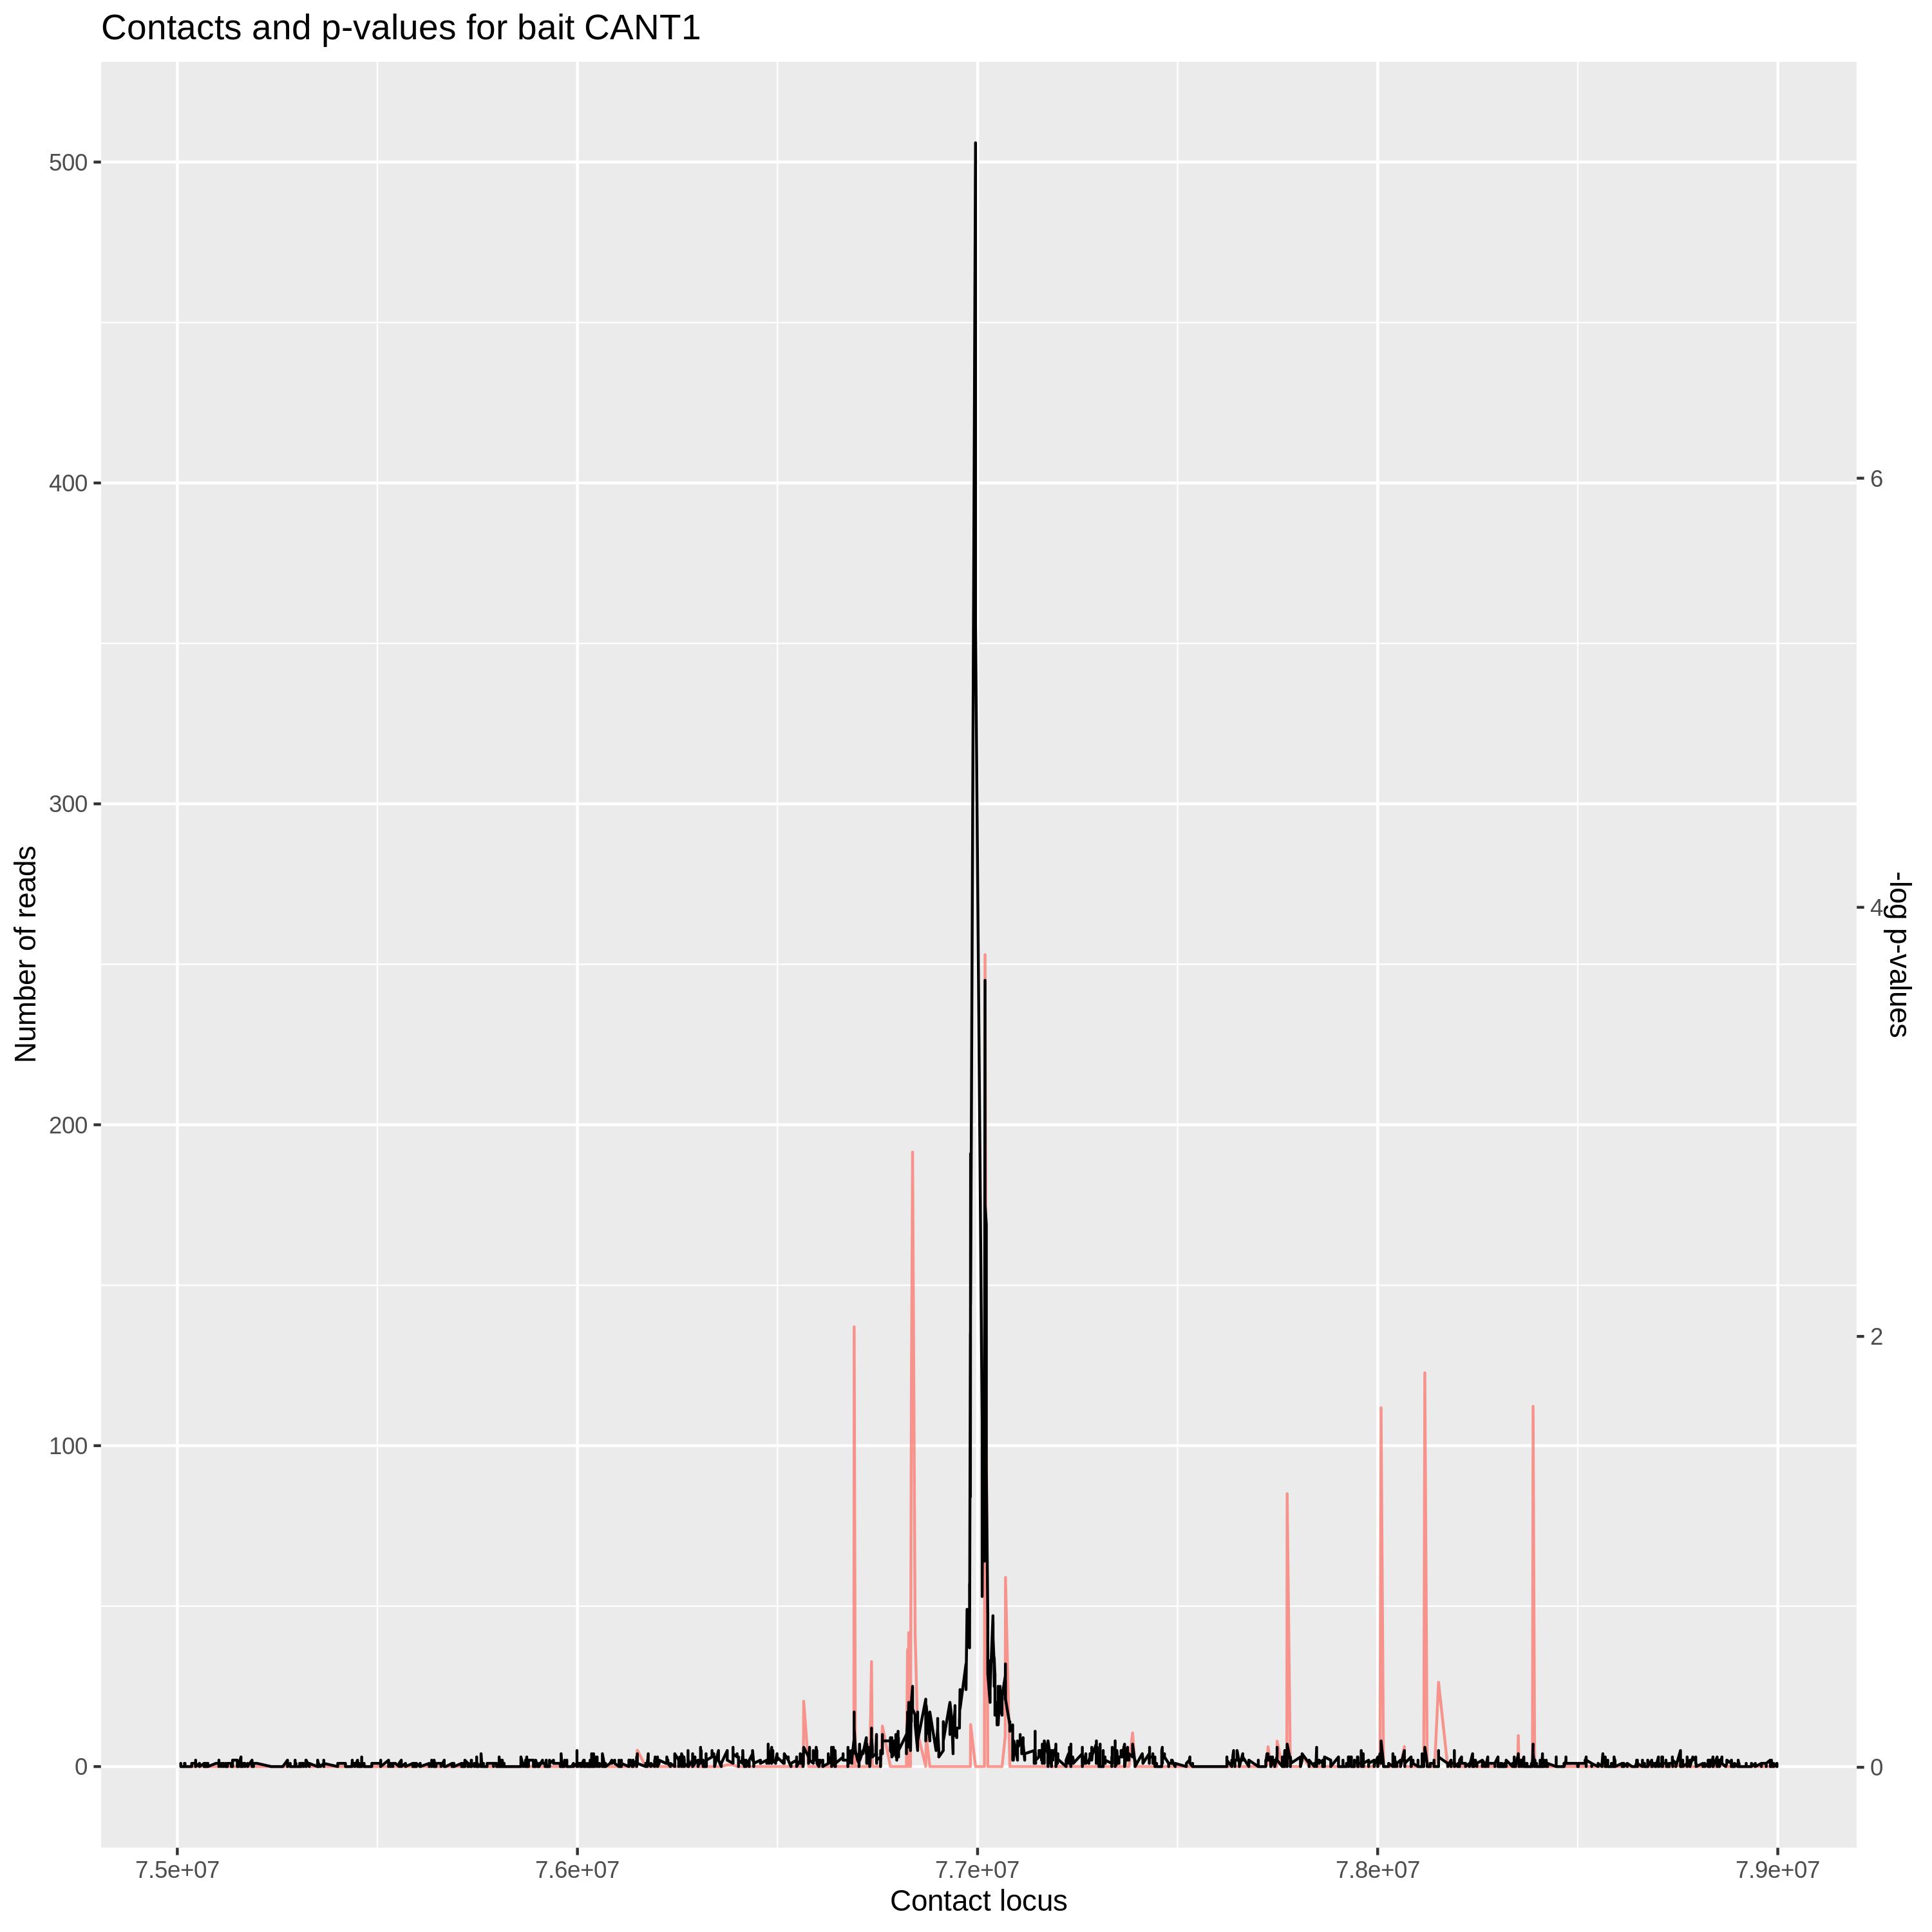 Contacts and p-values for bait CANT1
500
400
300
200
100
0
Number of reads
6
4
2
0
-log p-values
7.5e+07 7.6e+07 7.7e+07 7.8e+07 7.9e+07
Contact locus